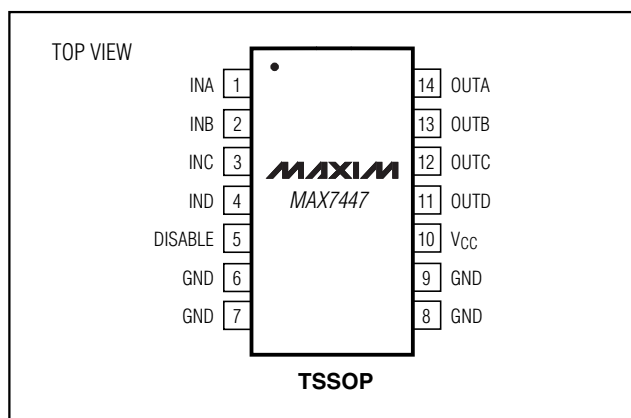 TOP VIEW
INA 1 14 OUTA
INB 2 13 OUTB
INC 3 12 OUTC
MAXIM
IND 4 MAX7447 11 OUTD
DISABLE 5 10 VCC
GND 6 9 GND
GND 7 8 GND
TSSOP